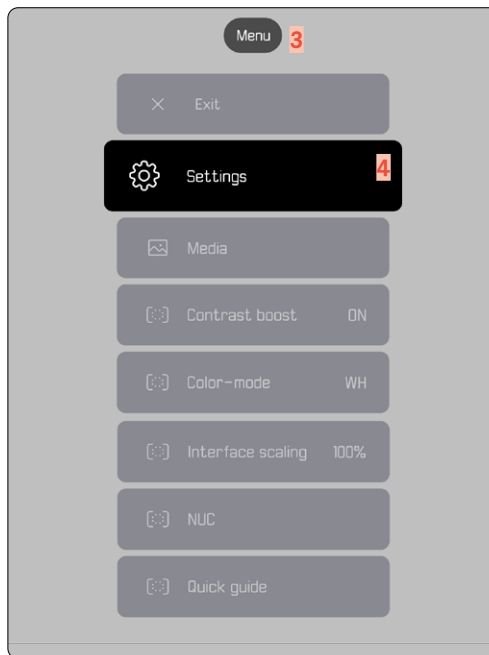 Menu 3
Exit
Settings 4
Media
Contrast boost ON
Color-mode WH
Interface scaling 100%
NUC
Quick guide